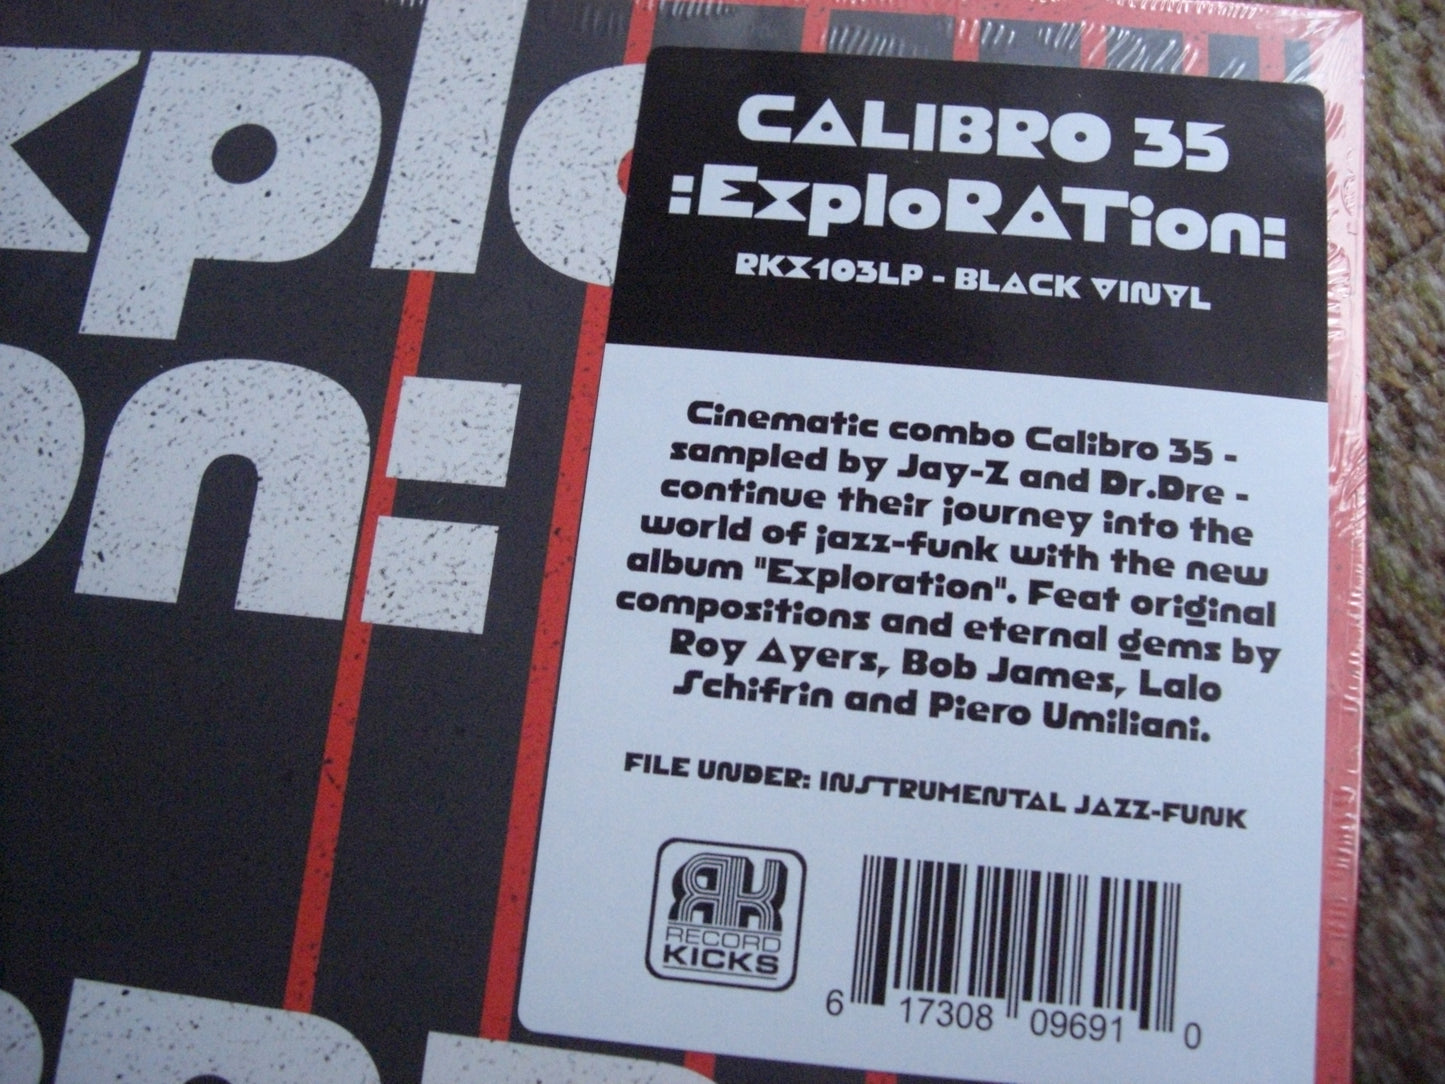 xplo
on:
CALIBRO 35
:ExploRATion:
RKX103LP - BLACK VINYL
Cinematic combo Calibro 35 -
sampled by Jay-Z and Dr.Dre -
continue their journey into the
world of jazz-funk with the new
album "Exploration". Feat original
compositions and eternal gems by
Roy Ayers, Bob James, Lalo
Schifrin and Piero Umiliani.
FILE UNDER: INSTRUMENTAL JAZZ-FUNK
RK
RECORD
KICKS
6 17308 09691 0